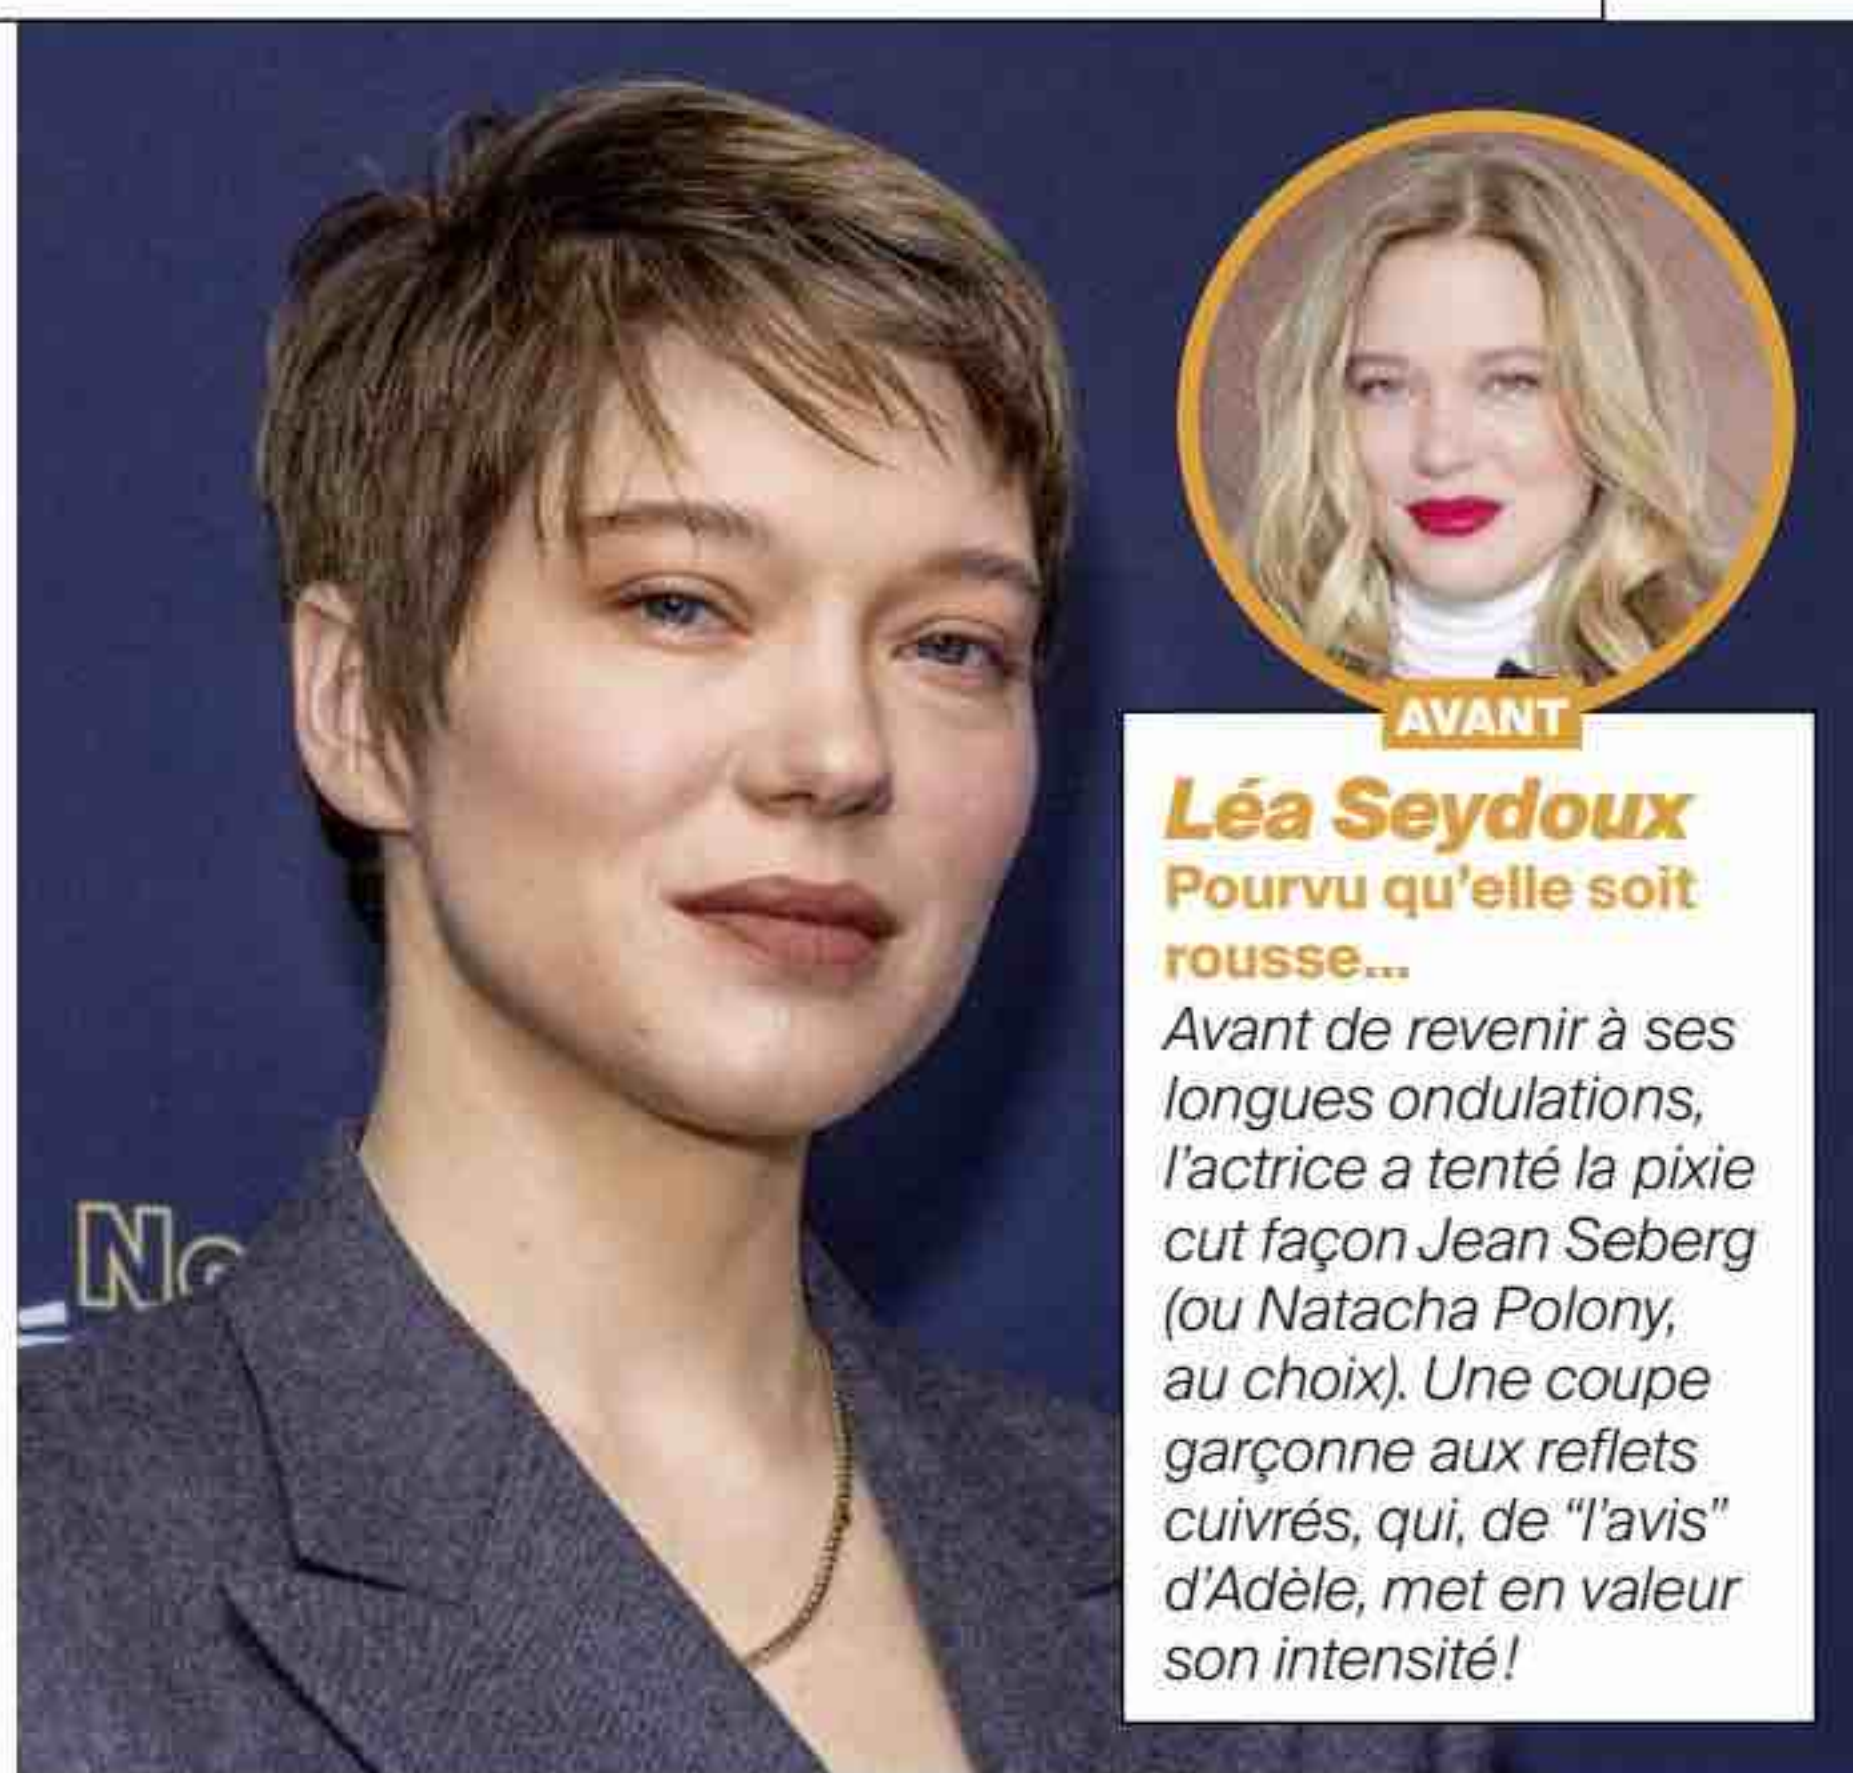 AVANT
Léa Seydoux
Pourvu qu'elle soit
rousse...
Avant de revenir à ses
longues ondulations,
l'actrice a tenté la pixie
cut façon Jean Seberg
(ou Natacha Polony,
au choix). Une coupe
garçonne aux reflets
cuivrés, qui, de “l'avis”
d'Adèle, met en valeur
son intensité!